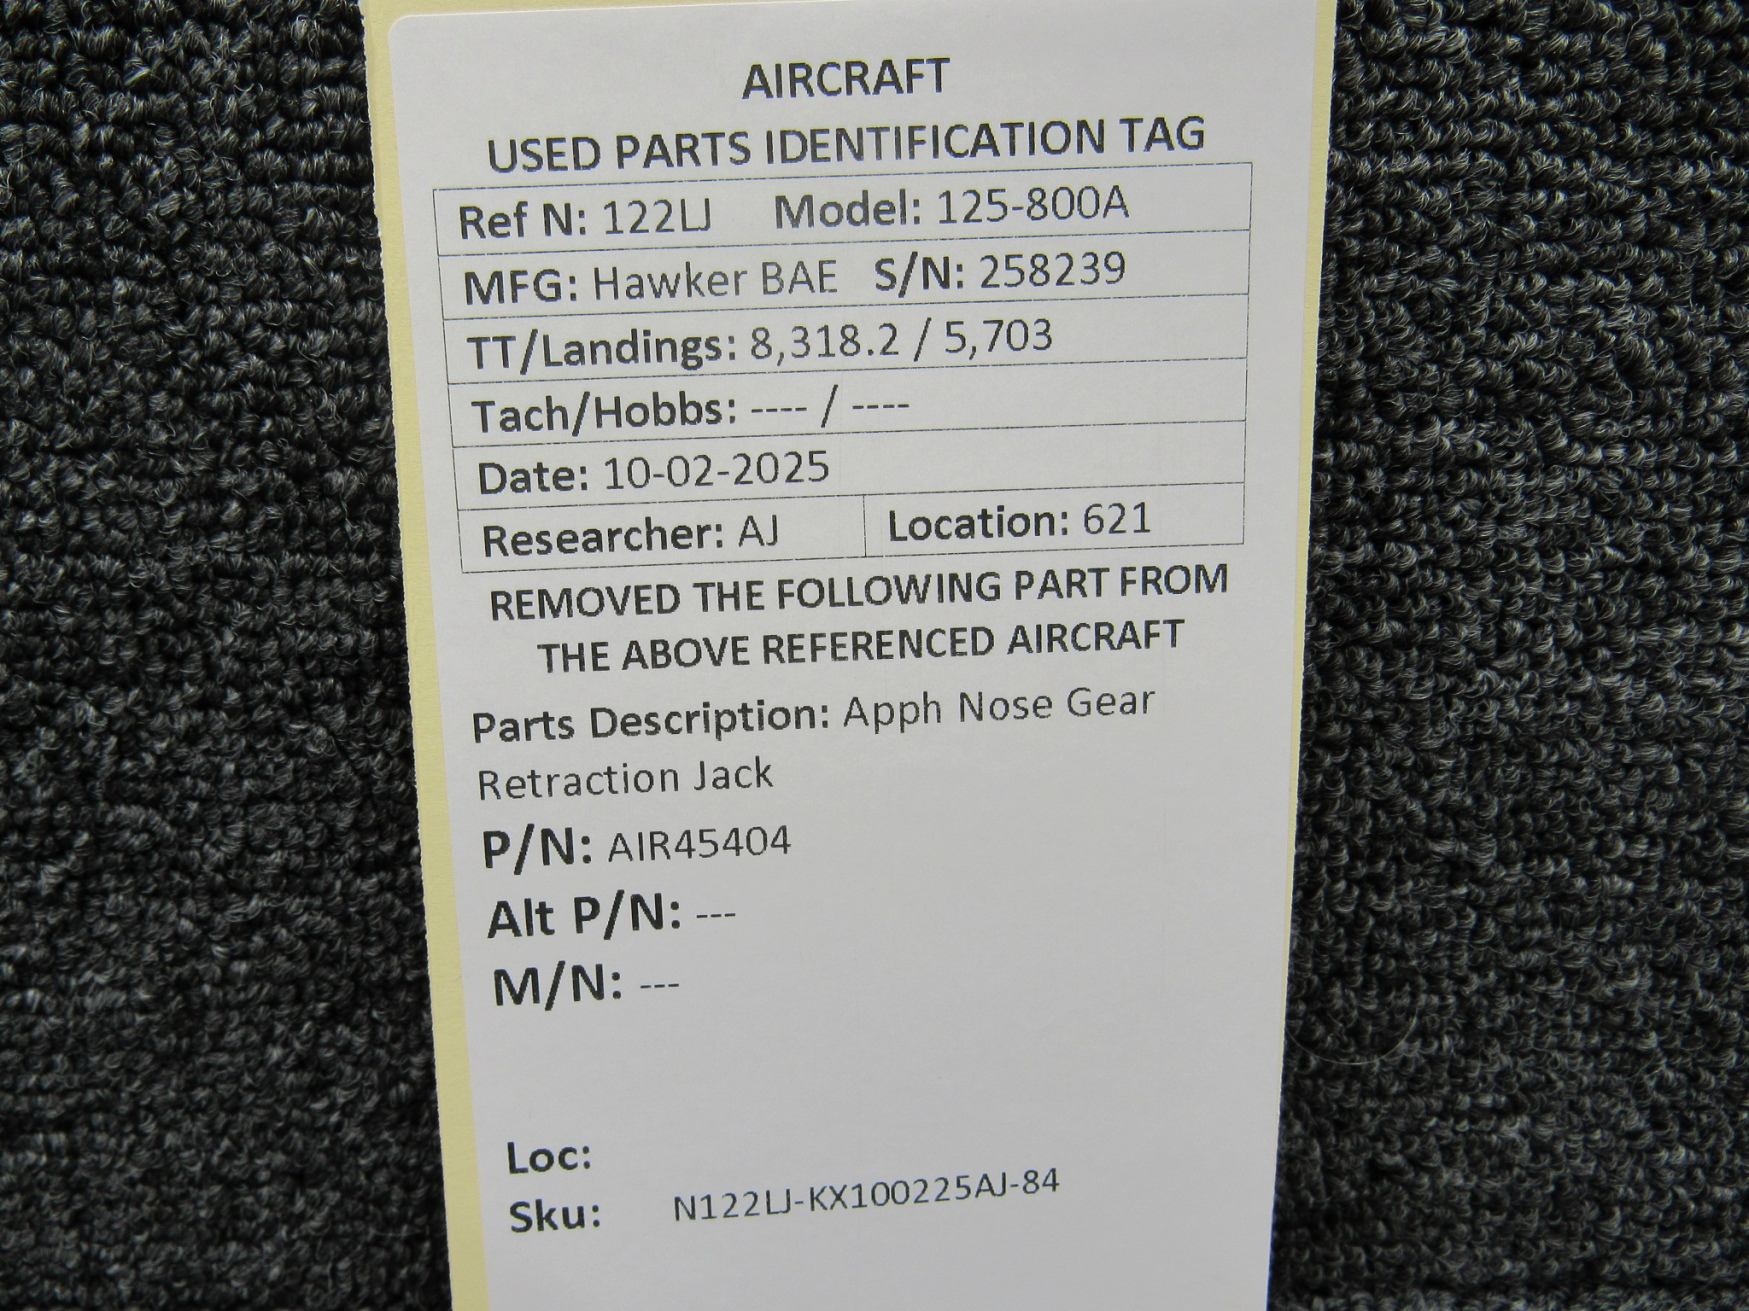 AIRCRAFT
USED PARTS IDENTIFICATION TAG
Ref N: 122LJ Model: 125-800A
MFG: Hawker BAE S/N: 258239
TT/Landings: 8,318.2 / 5,703
Tach/Hobbs: ---- / ----
Date: 10-02-2025
Researcher: AJ Location: 621
REMOVED THE FOLLOWING PART FROM
THE ABOVE REFERENCED AIRCRAFT
Parts Description: Apph Nose Gear
Retraction Jack
P/N: AIR45404
Alt P/N: ---
M/N: ---
Loc:
Sku: N122LJ-KX100225AJ-84